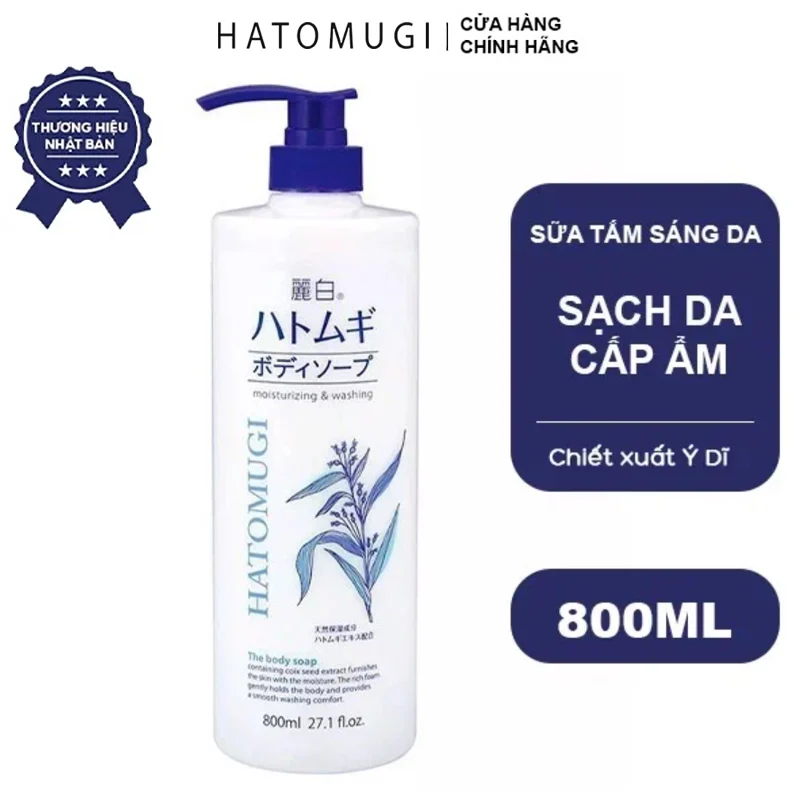 HATOMUGI
CỬA HÀNG
CHÍNH HÃNG
★★★
THƯƠNG HIỆU
NHẬT BẢN
★★★
麗白®
ハトムギ
ボディソープ
moisturizing & washing
HATOMUGI
天然保湿成分
ハトムギエキス配合
The body soap
containing coix seed extract furnishes
the skin with the moisture. The rich foam
gently holds the body and provides
a smooth washing comfort.
800ml 27.1 fl.oz.
SỮA TẮM SÁNG DA
SẠCH DA
CẤP ẨM
Chiết xuất Ý Dĩ
800ML